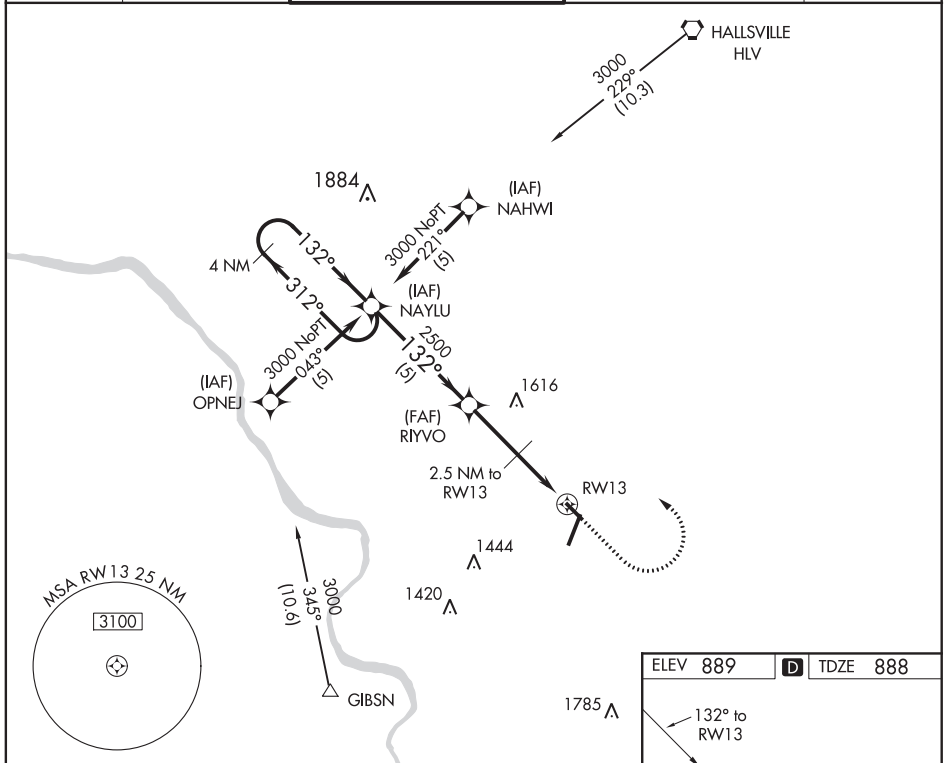 HALLSVILLE
HLV
3000
229°
(10.3)
1884
(IAF)
NAHWI
3000 NoPT
221°
(5)
132°
4 NM
312°
(IAF)
NAYLU
3000 NoPT
043°
(5)
2500
132°
(5)
(IAF)
OPNEJ
1616
(FAF)
RIYVO
2.5 NM to
RW13
RW13
1444
1420
3000
345°
(10.6)
MSA RW13 25 NM
3100
GIBSN
1785
ELEV 889 D TDZE 888
132° to
RW13